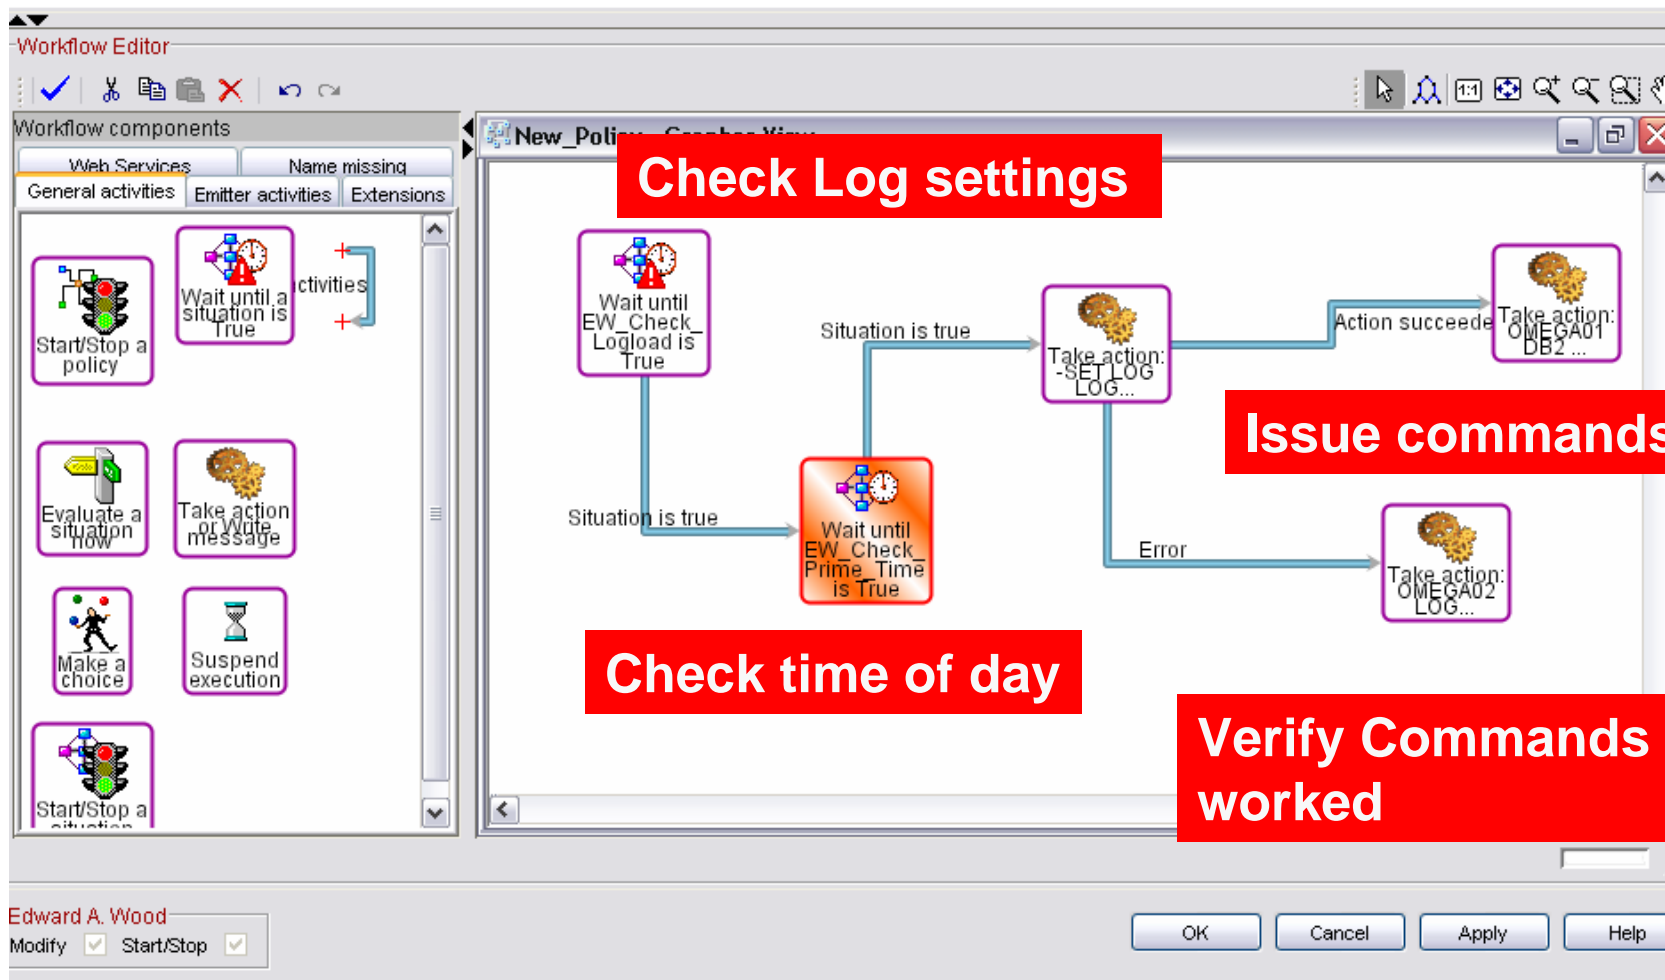 Workflow Editor
Workflow components
Web Services
Name missing
General activities
Emitter activities
Extensions
Start/Stop a
policy
Wait until a
situation is
True
ctivities
Evaluate a
situation
now
Take action
or Write
message
Make a
choice
Suspend
execution
Start/Stop a
situation
New_Policy - Grapher View
Check Log settings
Wait until
EW_Check_
Logload is
True
Situation is true
Situation is true
Wait until
EW_Check_
Prime_Time
is True
Take action:
-SET LOG
LOG...
Action succeede
Take action:
OMEGA01
DB2 ...
Issue commands
Error
Take action:
OMEGA02
LOG...
Check time of day
Verify Commands
worked
Edward A. Wood
Modify
Start/Stop
OK
Cancel
Apply
Help